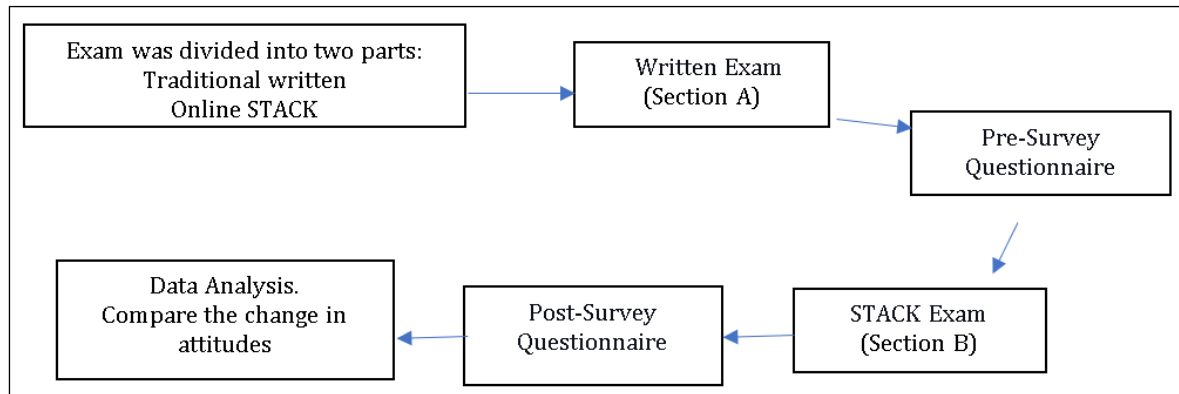 Exam was divided into two parts:
Traditional written
Online STACK
Written Exam
(Section A)
Pre-Survey
Questionnaire
STACK Exam
(Section B)
Post-Survey
Questionnaire
Data Analysis.
Compare the change in
attitudes